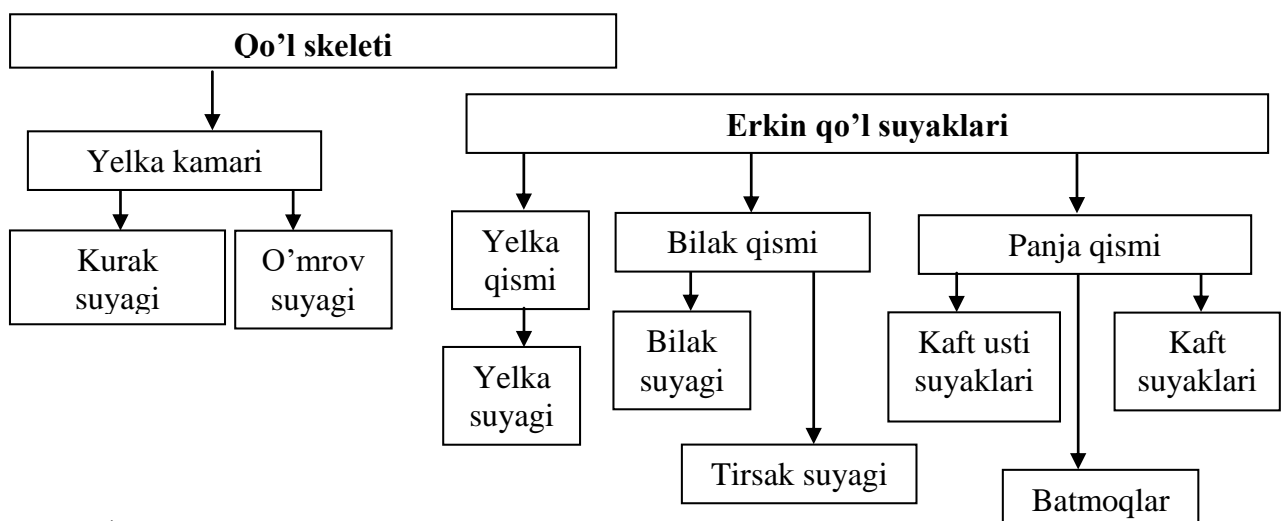 Qo’l skeleti
Erkin qo’l suyaklari
Yelka kamari
Kurak
suyagi
O’mrov
suyagi
Yelka
qismi
Bilak qismi
Panja qismi
Yelka
suyagi
Bilak
suyagi
Kaft usti
suyaklari
Kaft
suyaklari
Tirsak suyagi
Batmoqlar